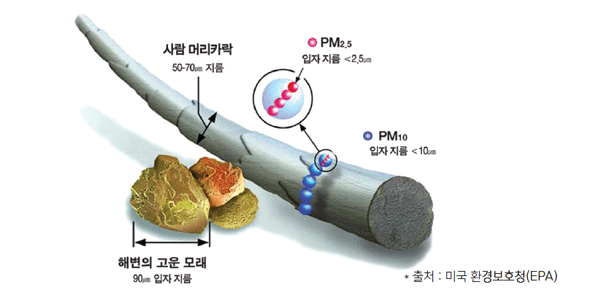 사람 머리카락
50-70㎛ 지름
PM2.5
입자 지름 <2.5㎛
PM10
입자 지름 <10㎛
해변의 고운 모래
90㎛ 입자 지름
* 출처 : 미국 환경보호청(EPA)